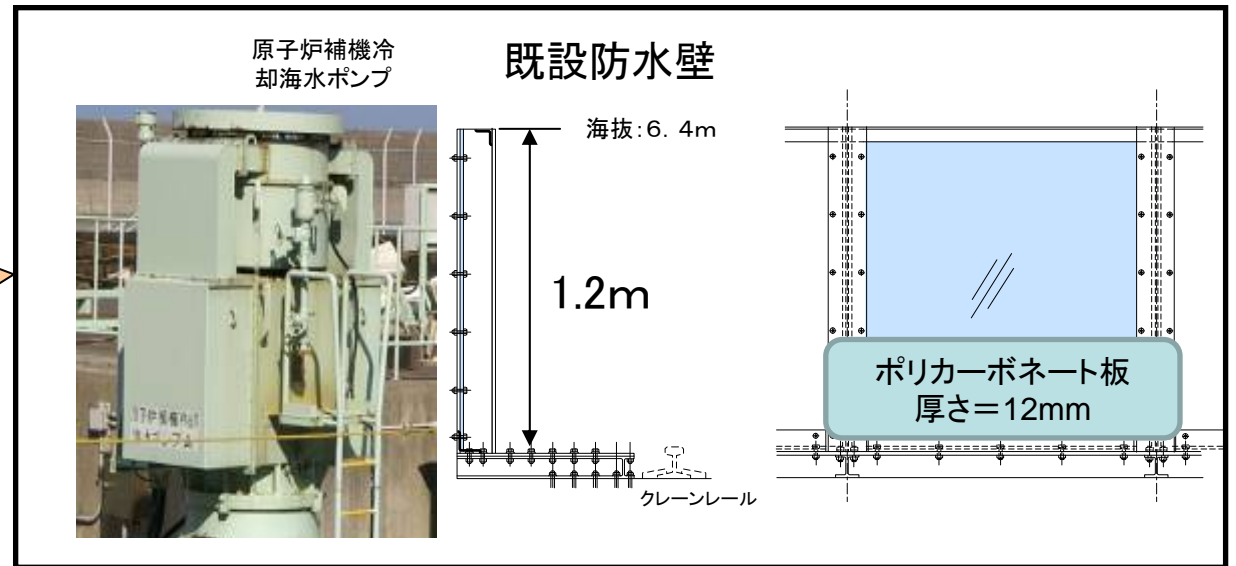 原子炉補機冷
却海水ポンプ
既設防水壁
海抜:6. 4m
1.2m
ポリカーボネート板
厚さ=12mm
クレーンレール